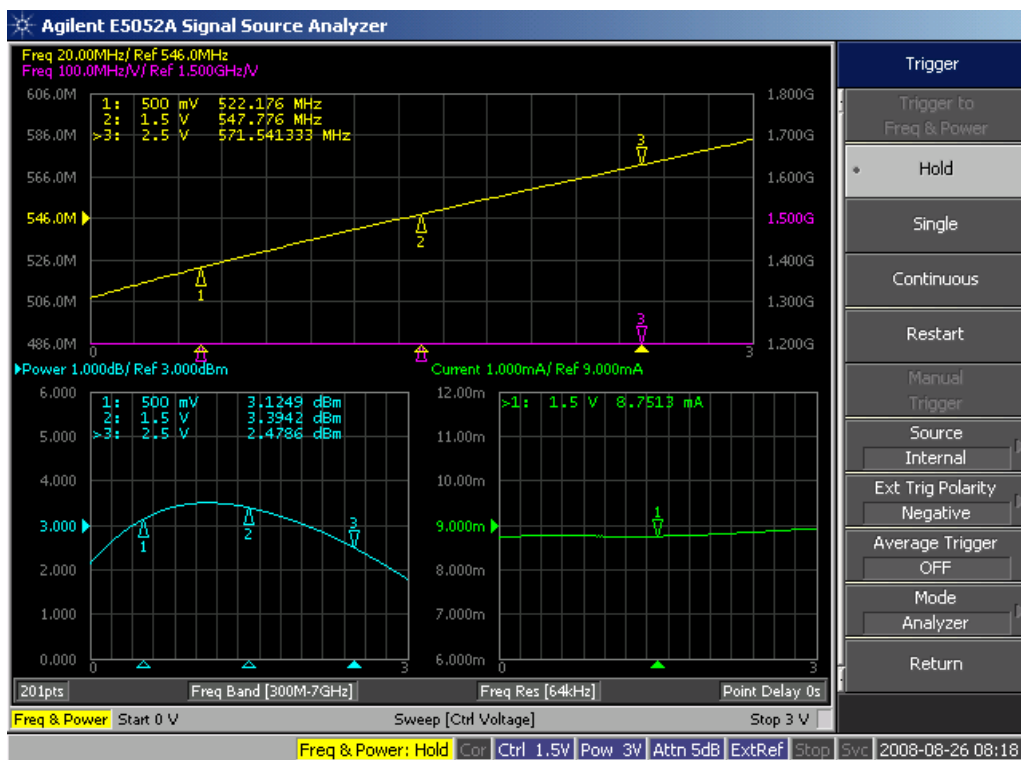 Agilent E5052A Signal Source Analyzer
Freq 20.00MHz/ Ref 546.0MHz
Freq 100.0MHz/V/ Ref 1.500GHz/V
606.0M
586.0M
566.0M
546.0M
526.0M
506.0M
486.0M
1: 500 mV 522.176 MHz
2: 1.5 V 547.776 MHz
>3: 2.5 V 571.541333 MHz
1
2
3
3
1.800G
1.700G
1.600G
1.500G
1.400G
1.300G
1.200G
0
3
Power 1.000dB/ Ref 3.000dBm
6.000
5.000
4.000
3.000
2.000
1.000
0.000
1: 500 mV 3.1249 dBm
2: 1.5 V 3.3942 dBm
>3: 2.5 V 2.4786 dBm
1
2
3
0
3
Current 1.000mA/ Ref 9.000mA
12.00m
11.00m
10.00m
9.000m
8.000m
7.000m
6.000m
>1: 1.5 V 8.7513 mA
1
0
3
201pts
Freq Band [300M-7GHz]
Freq Res [64kHz]
Point Delay 0s
Freq & Power Start 0 V
Sweep [Ctrl Voltage]
Stop 3 V
Trigger
Trigger to
Freq & Power
Hold
Single
Continuous
Restart
Manual
Trigger
Source
Internal
Ext Trig Polarity
Negative
Average Trigger
OFF
Mode
Analyzer
Return
Freq & Power: Hold Cor Ctrl 1.5V Pow 3V Attn 5dB ExtRef Stop Svc 2008-08-26 08:18